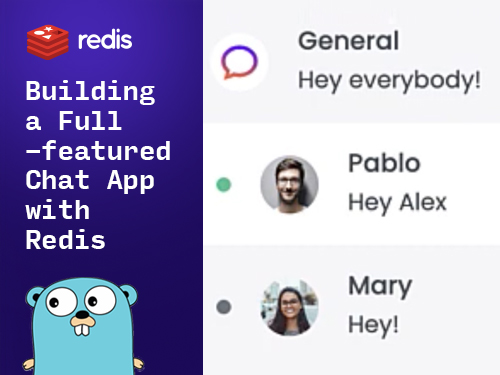 redis
Building
a Full
-featured
Chat App
with
Redis
General
Hey everybody!
Pablo
Hey Alex
Mary
Hey!